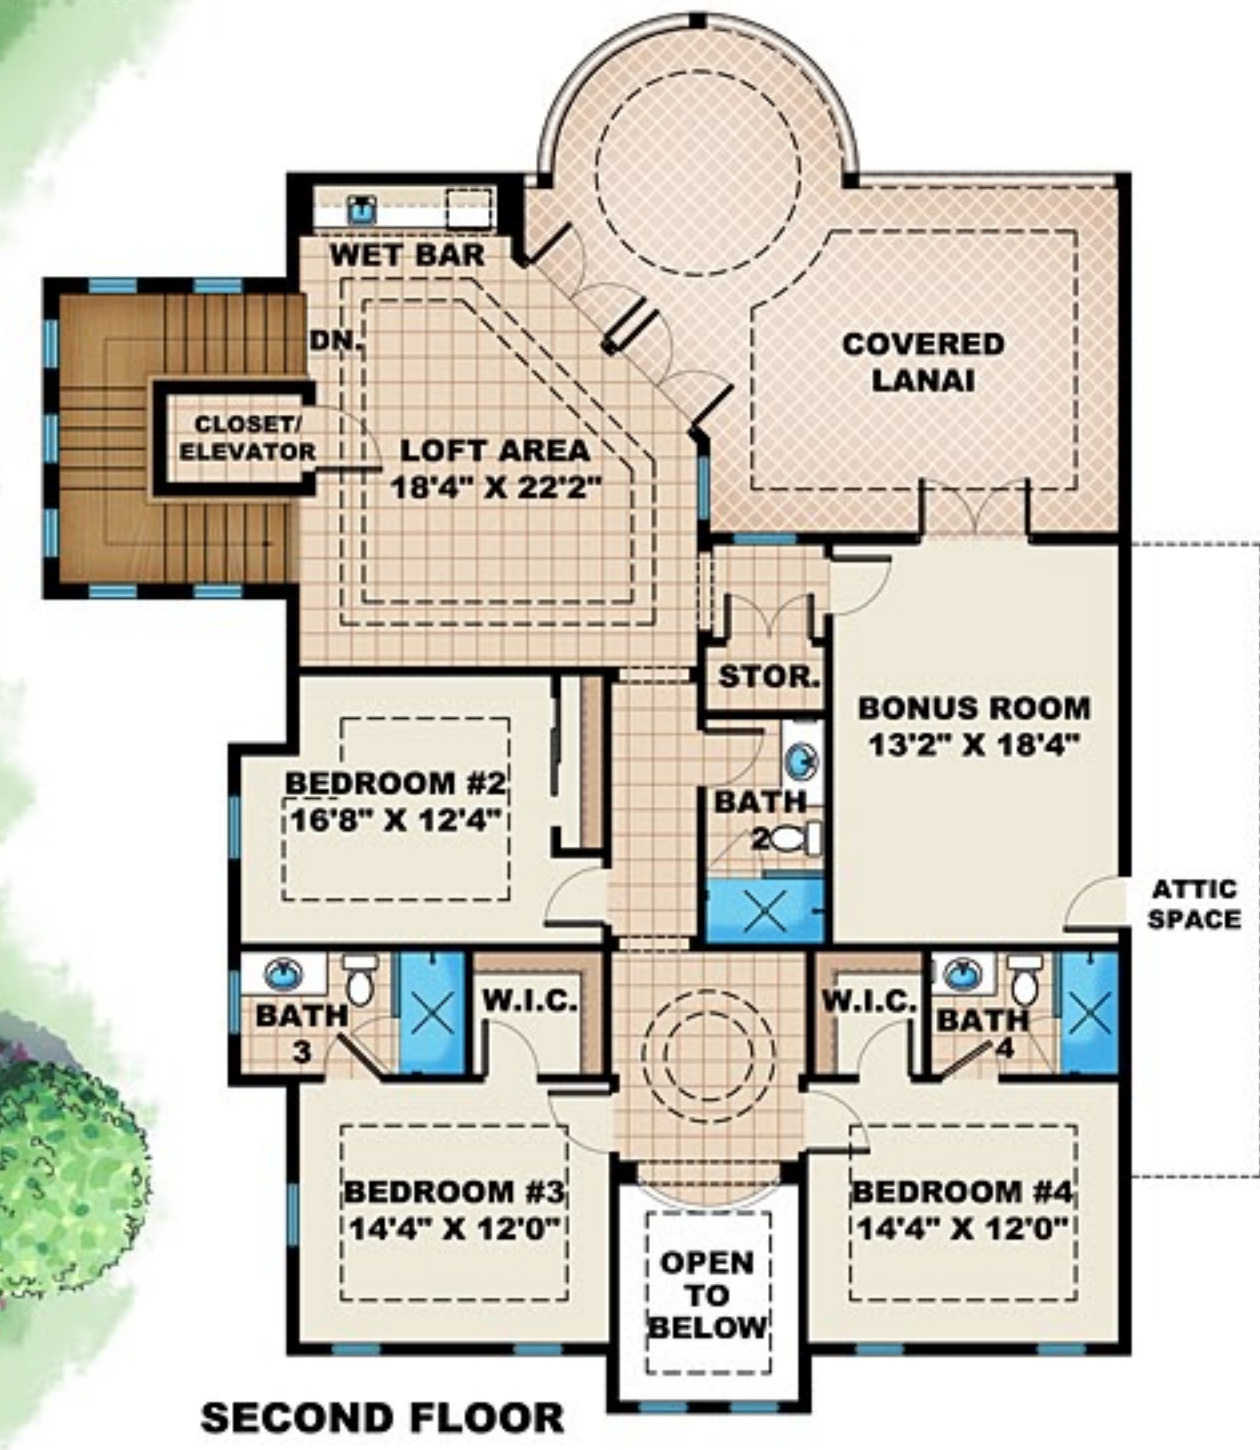 WET BAR
DN.
COVERED
LANAI
CLOSET/
ELEVATOR
LOFT AREA
18'4" X 22'2"
STOR.
BONUS ROOM
13'2" X 18'4"
BEDROOM #2
16'8" X 12'4"
BATH
2
ATTIC
SPACE
BATH
3
W.I.C.
W.I.C.
BATH
4
BEDROOM #3
14'4" X 12'0"
BEDROOM #4
14'4" X 12'0"
OPEN
TO
BELOW
SECOND FLOOR